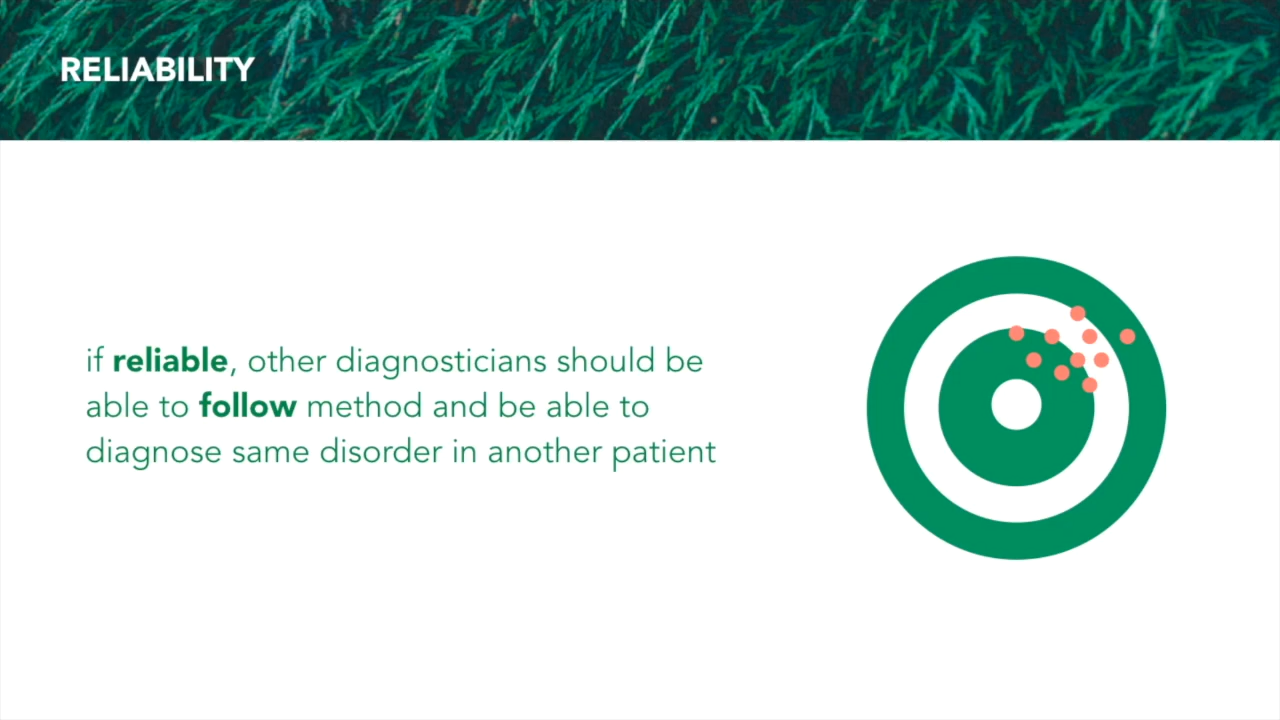 RELIABILITY
if reliable, other diagnosticians should be
able to follow method and be able to
diagnose same disorder in another patient